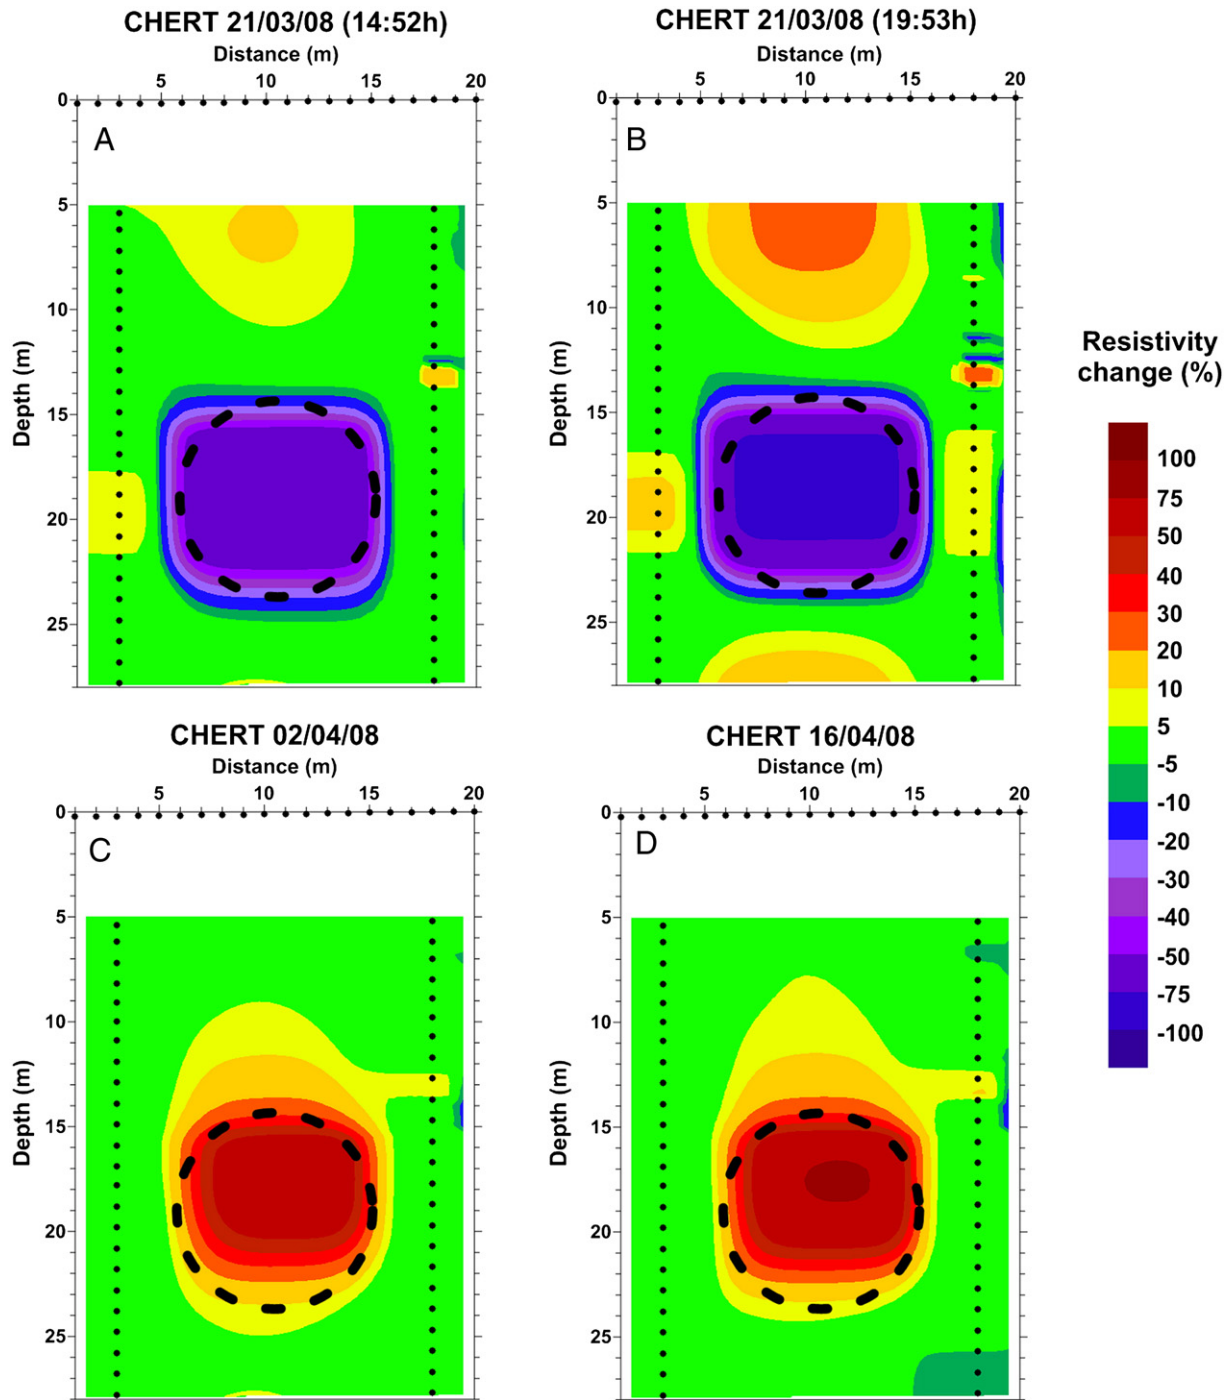 CHERT 21/03/08 (14:52h)
Distance (m)
5 10 15 20
0
A
5
10
15
20
25
Depth (m)
CHERT 21/03/08 (19:53h)
Distance (m)
5 10 15 20
0
B
5
10
15
20
25
Depth (m)
Resistivity
change (%)
100
75
50
40
30
20
10
5
-5
-10
-20
-30
-40
-50
-75
-100
CHERT 02/04/08
Distance (m)
5 10 15 20
0
C
5
10
15
20
25
Depth (m)
CHERT 16/04/08
Distance (m)
5 10 15 20
0
D
5
10
15
20
25
Depth (m)